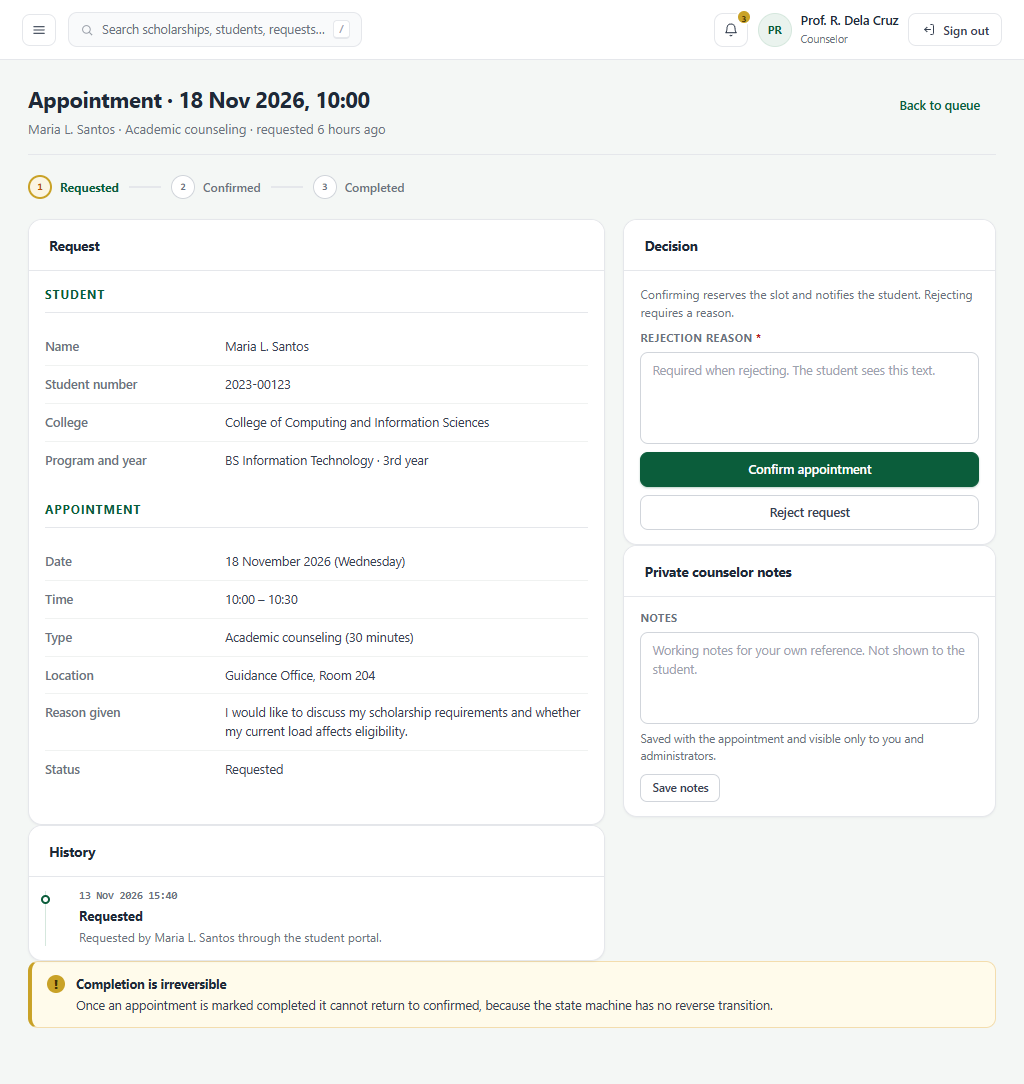 Search scholarships, students, requests... /
3
PR
Prof. R. Dela Cruz
Counselor
Sign out
Appointment · 18 Nov 2026, 10:00
Maria L. Santos · Academic counseling · requested 6 hours ago
Back to queue
1 Requested
2 Confirmed
3 Completed
Request
STUDENT
Name Maria L. Santos
Student number 2023-00123
College College of Computing and Information Sciences
Program and year BS Information Technology · 3rd year
APPOINTMENT
Date 18 November 2026 (Wednesday)
Time 10:00 – 10:30
Type Academic counseling (30 minutes)
Location Guidance Office, Room 204
Reason given I would like to discuss my scholarship requirements and whether
my current load affects eligibility.
Status Requested
Decision
Confirming reserves the slot and notifies the student. Rejecting
requires a reason.
REJECTION REASON *
Required when rejecting. The student sees this text.
Confirm appointment
Reject request
Private counselor notes
NOTES
Working notes for your own reference. Not shown to the
student.
Saved with the appointment and visible only to you and
administrators.
Save notes
History
13 Nov 2026 15:40
Requested
Requested by Maria L. Santos through the student portal.
! Completion is irreversible
Once an appointment is marked completed it cannot return to confirmed, because the state machine has no reverse transition.